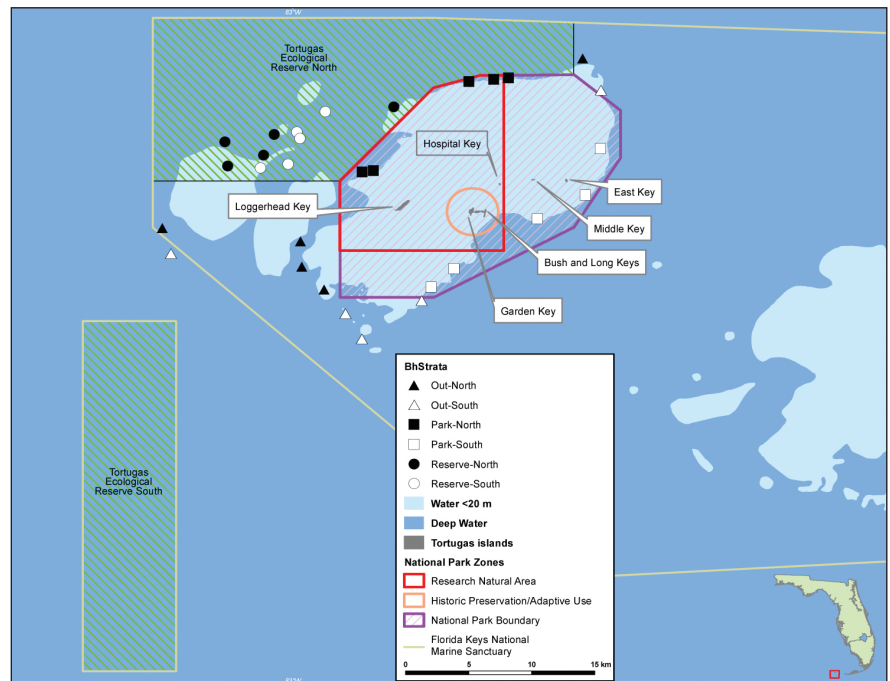 83°W
Tortugas
Ecological
Reserve North
Hospital Key
Loggerhead Key
East Key
Middle Key
Bush and Long Keys
Garden Key
Tortugas
Ecological
Reserve South
BhStrata
Out-North
Out-South
Park-North
Park-South
Reserve-North
Reserve-South
Water <20 m
Deep Water
Tortugas islands
National Park Zones
Research Natural Area
Historic Preservation/Adaptive Use
National Park Boundary
Florida Keys National
Marine Sanctuary
0 5 10 15 km
83°W